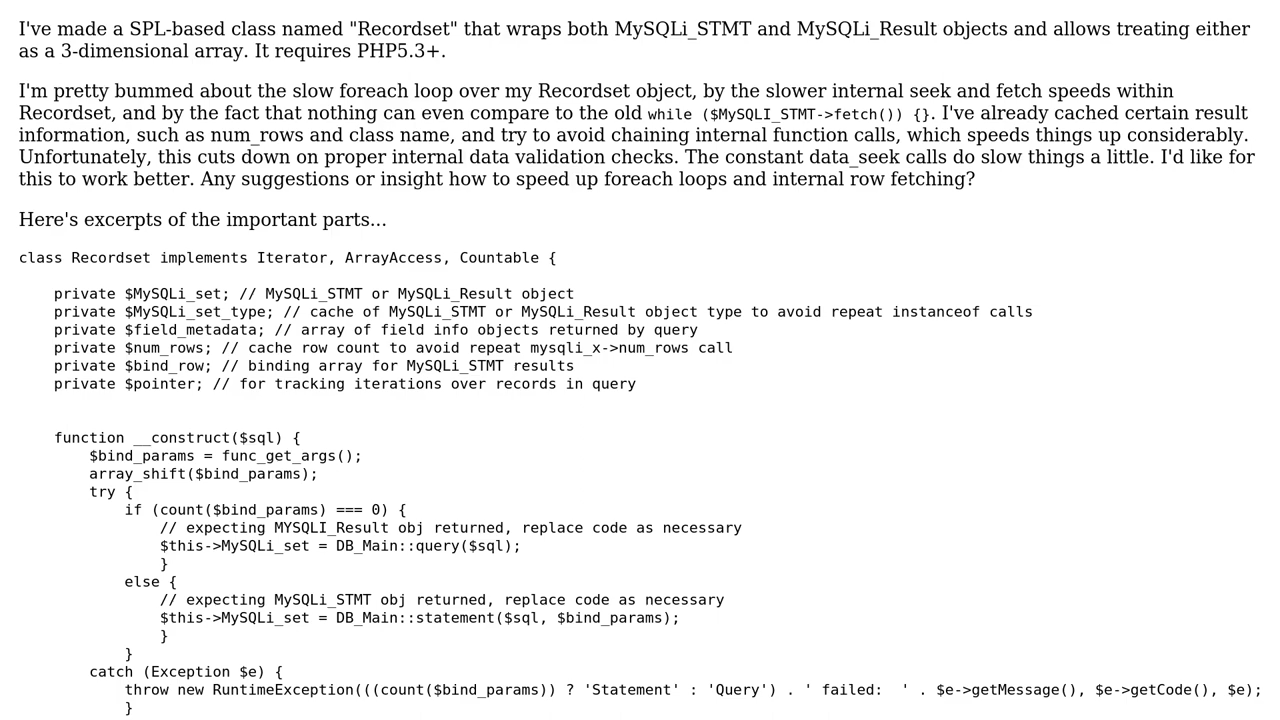 I've made a SPL-based class named "Recordset" that wraps both MySQLi_STMT and MySQLi_Result objects and allows treating either
as a 3-dimensional array. It requires PHP5.3+.
I'm pretty bummed about the slow foreach loop over my Recordset object, by the slower internal seek and fetch speeds within
Recordset, and by the fact that nothing can even compare to the old while ($MySQLI_STMT->fetch()) {}. I've already cached certain result
information, such as num_rows and class name, and try to avoid chaining internal function calls, which speeds things up considerably.
Unfortunately, this cuts down on proper internal data validation checks. The constant data_seek calls do slow things a little. I'd like for
this to work better. Any suggestions or insight how to speed up foreach loops and internal row fetching?
Here's excerpts of the important parts...
class Recordset implements Iterator, ArrayAccess, Countable {
    private $MySQLi_set; // MySQLi_STMT or MySQLi_Result object
    private $MySQLi_set_type; // cache of MySQLi_STMT or MySQLi_Result object type to avoid repeat instanceof calls
    private $field_metadata; // array of field info objects returned by query
    private $num_rows; // cache row count to avoid repeat mysqli_x->num_rows call
    private $bind_row; // binding array for MySQLi_STMT results
    private $pointer; // for tracking iterations over records in query
    function __construct($sql) {
        $bind_params = func_get_args();
        array_shift($bind_params);
        try {
            if (count($bind_params) === 0) {
                // expecting MYSQLI_Result obj returned, replace code as necessary
                $this->MySQLi_set = DB_Main::query($sql);
                }
            else {
                // expecting MySQLi_STMT obj returned, replace code as necessary
                $this->MySQLi_set = DB_Main::statement($sql, $bind_params);
                }
            }
        catch (Exception $e) {
            throw new RuntimeException(((count($bind_params)) ? 'Statement' : 'Query') . ' failed:  ' . $e->getMessage(), $e->getCode(), $e);
            }